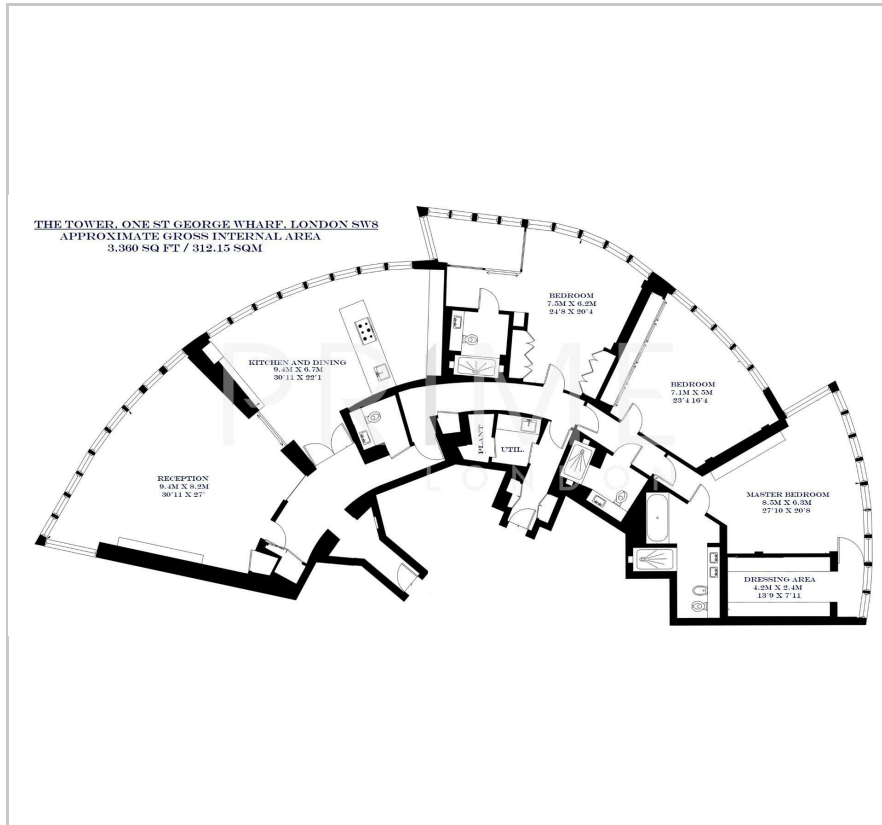 THE TOWER, ONE ST GEORGE WHARF, LONDON SW8
APPROXIMATE GROSS INTERNAL AREA
3,360 SQ FT / 312.15 SQM
BEDROOM
7.5M X 6.2M
24'8 X 20'4
KITCHEN AND DINING
9.4M X 6.7M
30'11 X 22'1
PRIME
LONDON
BEDROOM
7.1M X 5M
23'4 16'4
PLANT
UTIL.
RECEPTION
9.4M X 8.2M
30'11 X 27'
MASTER BEDROOM
8.5M X 6.3M
27'10 X 20'8
DRESSING AREA
4.2M X 2.4M
13'9 X 7'11